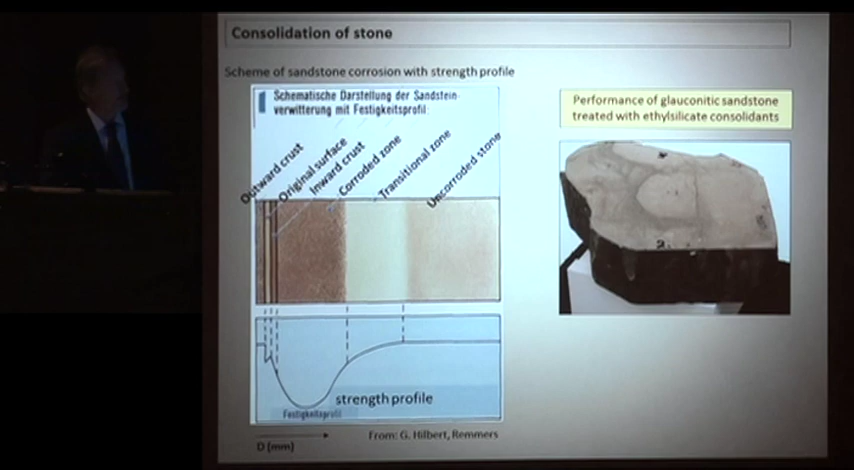 Consolidation of stone
Scheme of sandstone corrosion with strength profile
1 Schematische Darstellung der Sandstein-
verwitterung mit Festigkeitsprofil:
Outward crust
Original surface
Inward crust
Corroded zone
Transitional zone
Uncorroded stone
strength profile
Festigkeitsprofil
D (mm)
From: G. Hilbert, Remmers
Performance of glauconitic sandstone
treated with ethylsilicate consolidants
2.